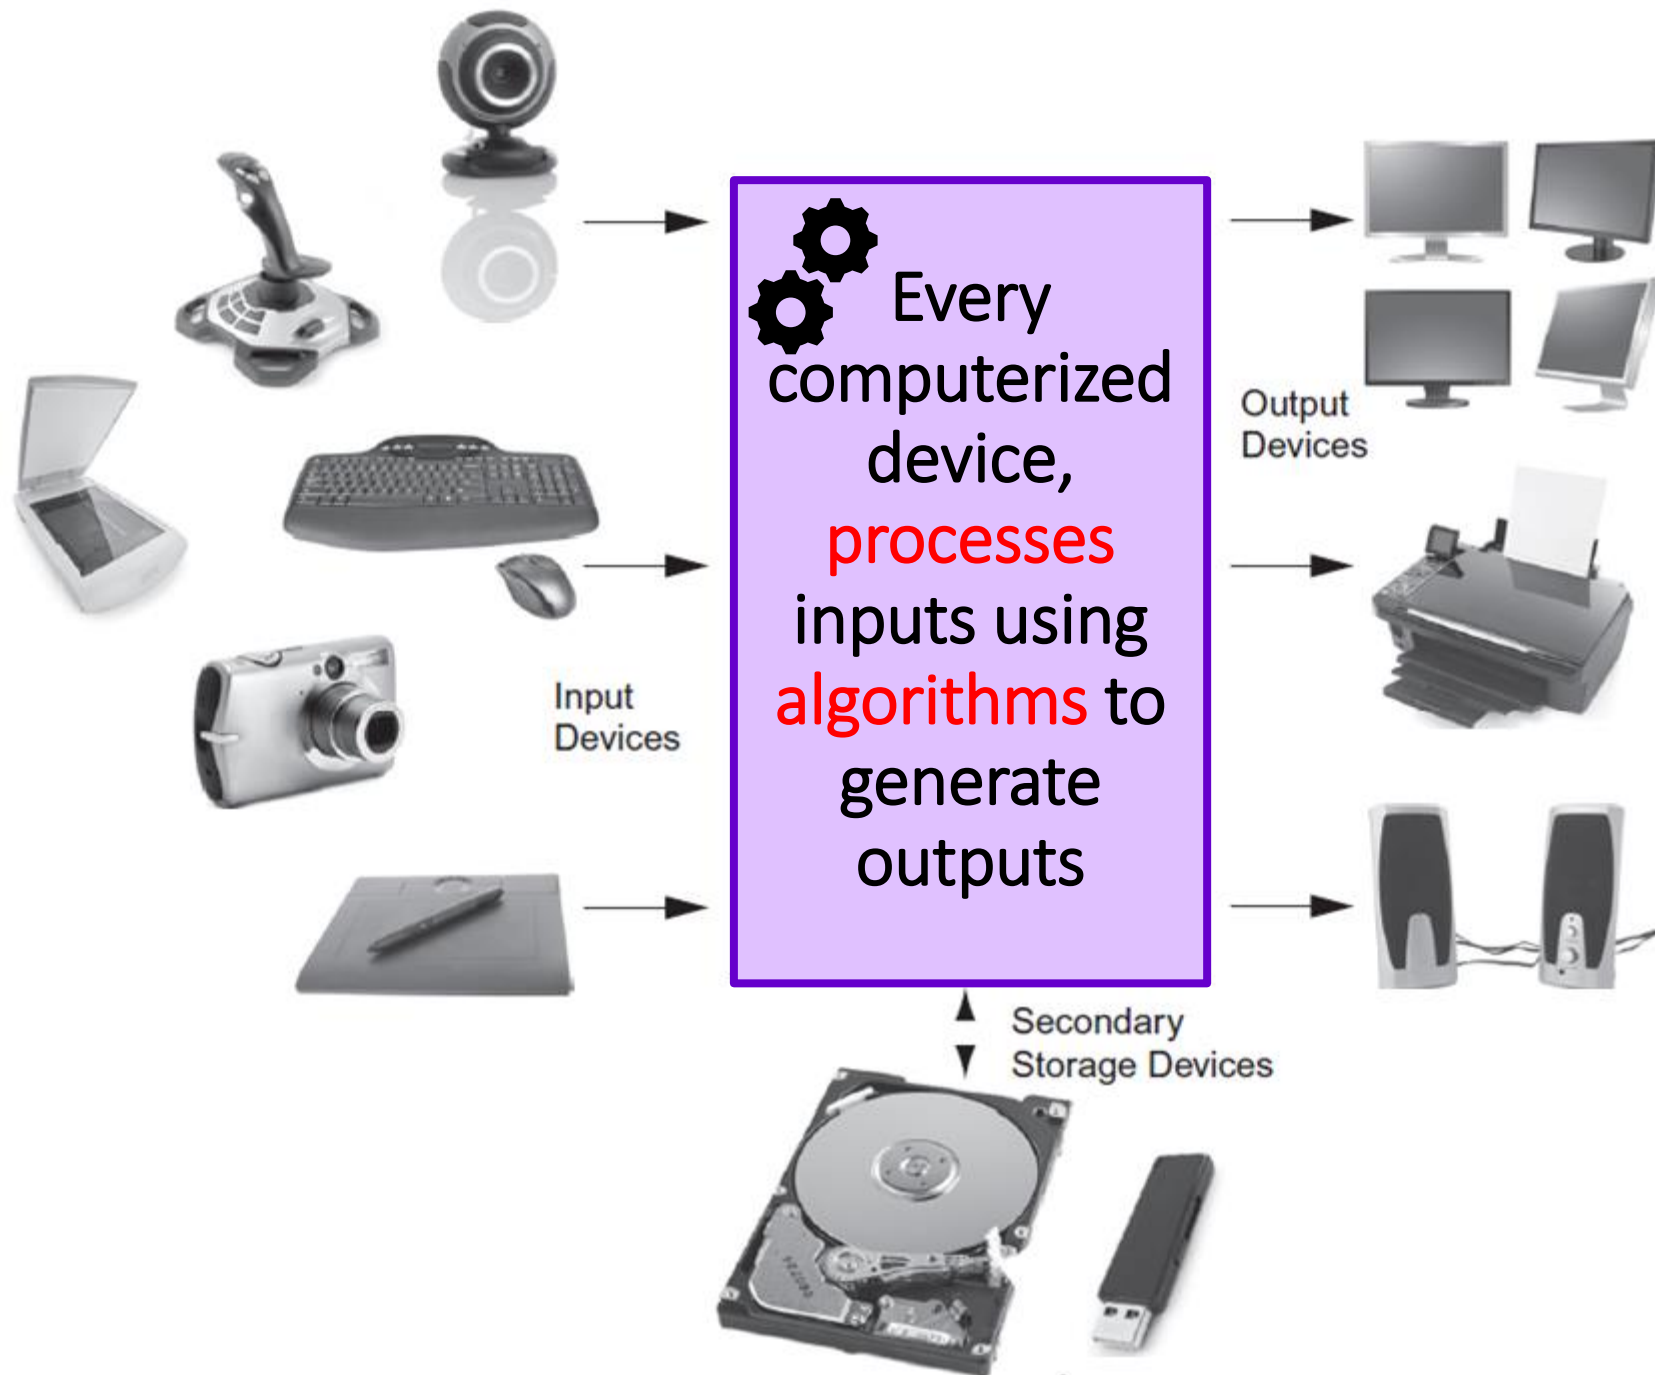 Every
computerized
device,
processes
inputs using
algorithms to
generate
outputs
Input
Devices
Output
Devices
Secondary
Storage Devices